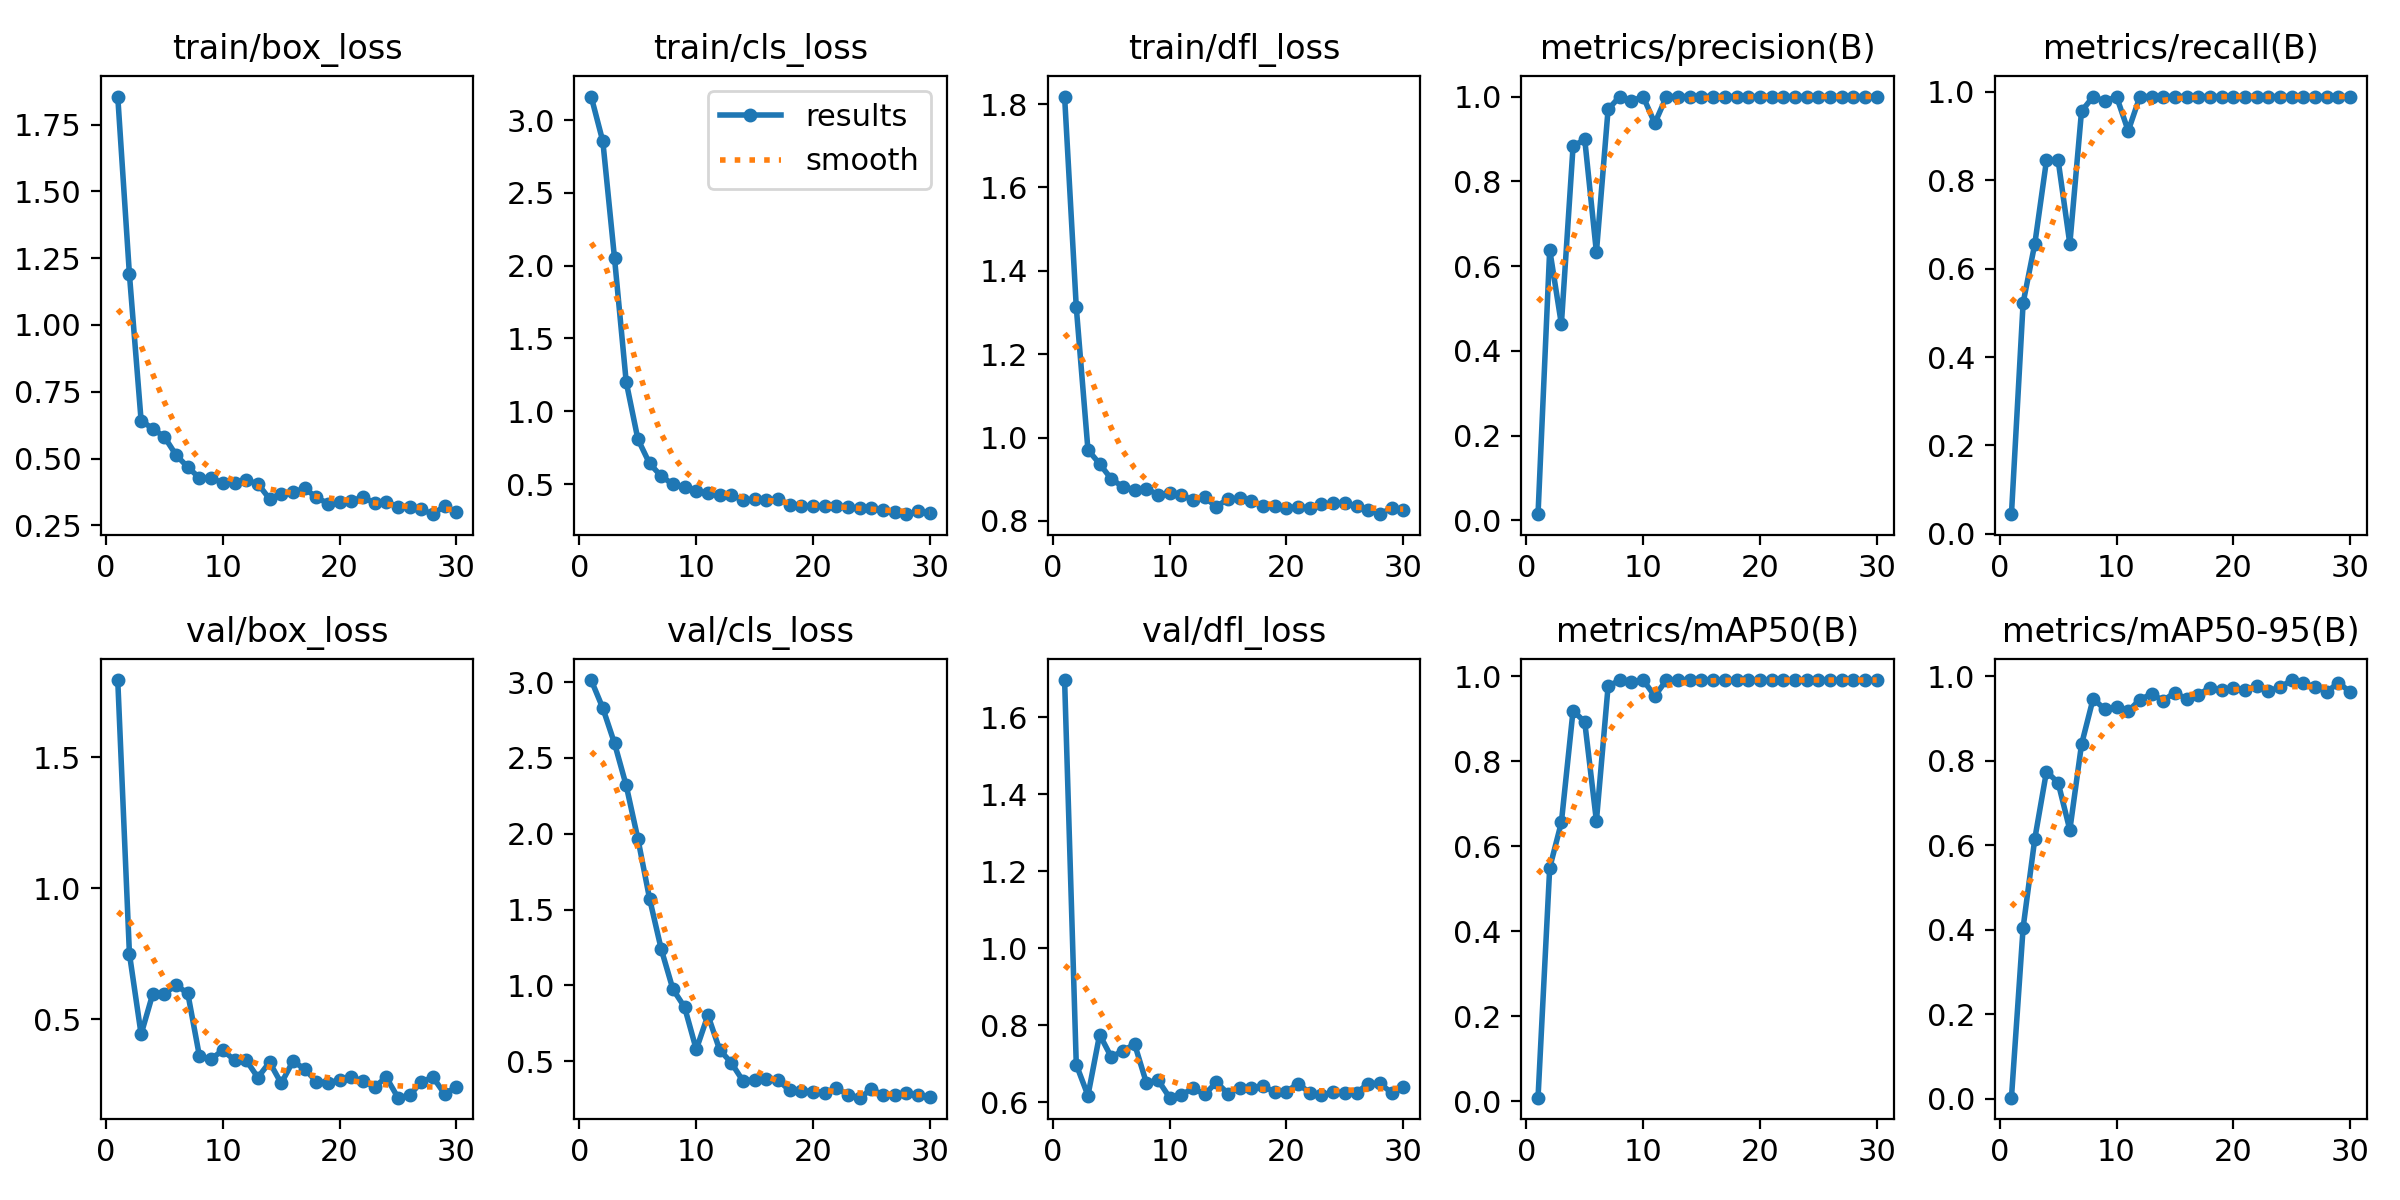 train/box_loss
train/cls_loss
train/dfl_loss
metrics/precision(B)
metrics/recall(B)
1.75
1.50
1.25
1.00
0.75
0.50
0.25
0 10 20 30
3.0
2.5
2.0
1.5
1.0
0.5
results
smooth
0 10 20 30
1.8
1.6
1.4
1.2
1.0
0.8
0 10 20 30
1.0
0.8
0.6
0.4
0.2
0.0
0 10 20 30
1.0
0.8
0.6
0.4
0.2
0.0
0 10 20 30
val/box_loss
val/cls_loss
val/dfl_loss
metrics/mAP50(B)
metrics/mAP50-95(B)
1.5
1.0
0.5
0 10 20 30
3.0
2.5
2.0
1.5
1.0
0.5
0 10 20 30
1.6
1.4
1.2
1.0
0.8
0.6
0 10 20 30
1.0
0.8
0.6
0.4
0.2
0.0
0 10 20 30
1.0
0.8
0.6
0.4
0.2
0.0
0 10 20 30